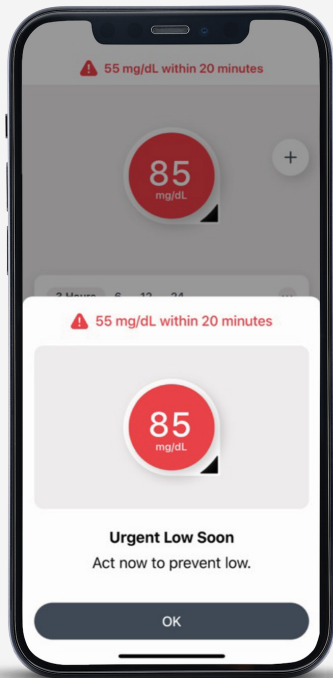 55 mg/dL within 20 minutes
85
mg/dL
3 Hours 6 12 24
55 mg/dL within 20 minutes
85
mg/dL
Urgent Low Soon
Act now to prevent low.
OK